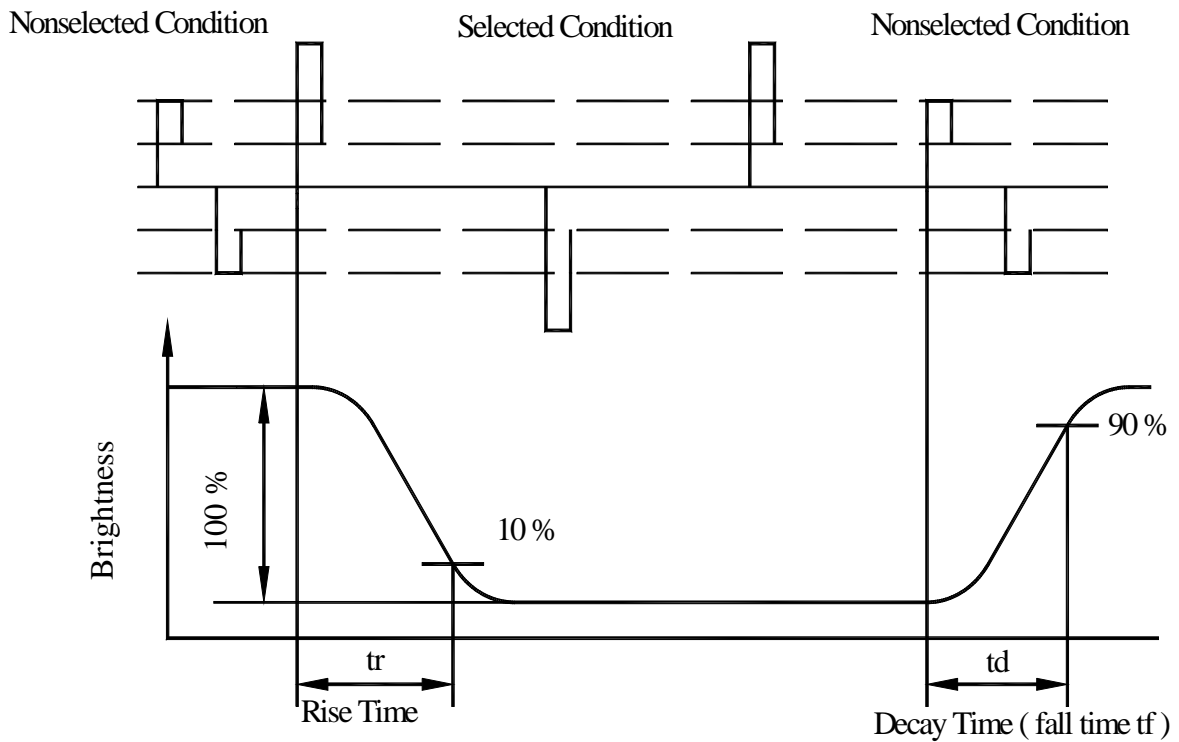 Nonselected Condition
Selected Condition
Nonselected Condition
Brightness
100 %
10 %
90 %
tr
Rise Time
td
Decay Time ( fall time tf )